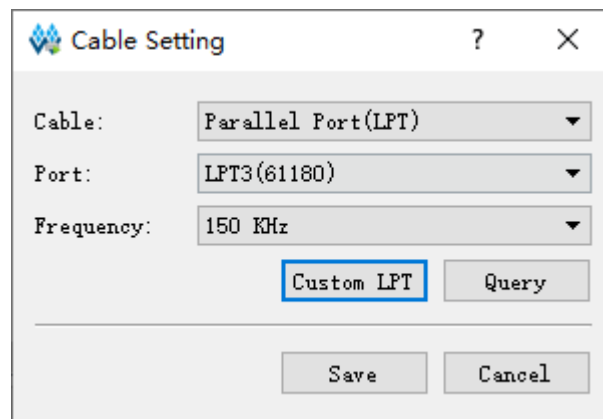 Cable Setting
?
Cable:
Parallel Port(LPT)
Port:
LPT3(61180)
Frequency:
150 KHz
Custom LPT
Query
Save
Cancel